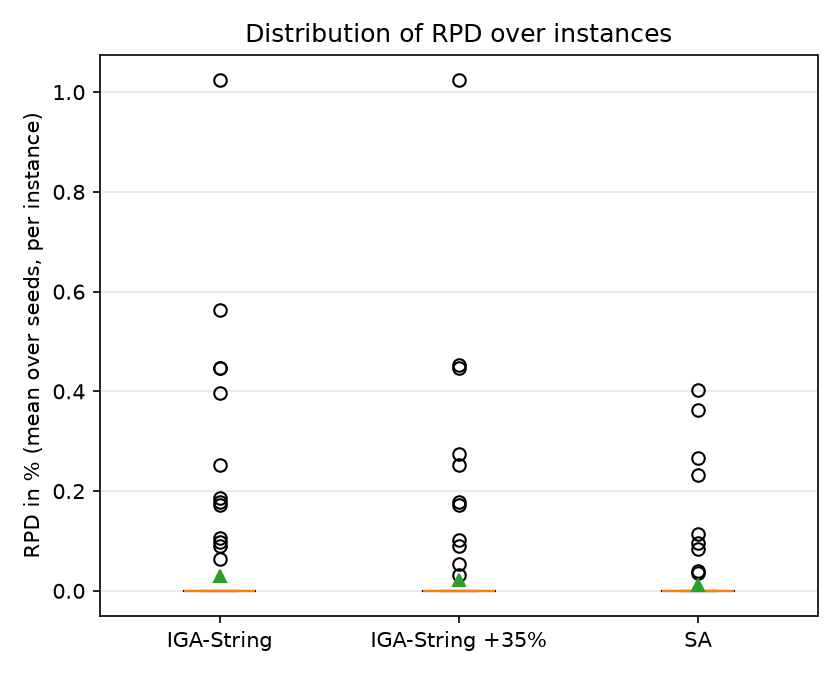 Distribution of RPD over instances
RPD in % (mean over seeds, per instance)
1.0
0.8
0.6
0.4
0.2
0.0
IGA-String
IGA-String +35%
SA